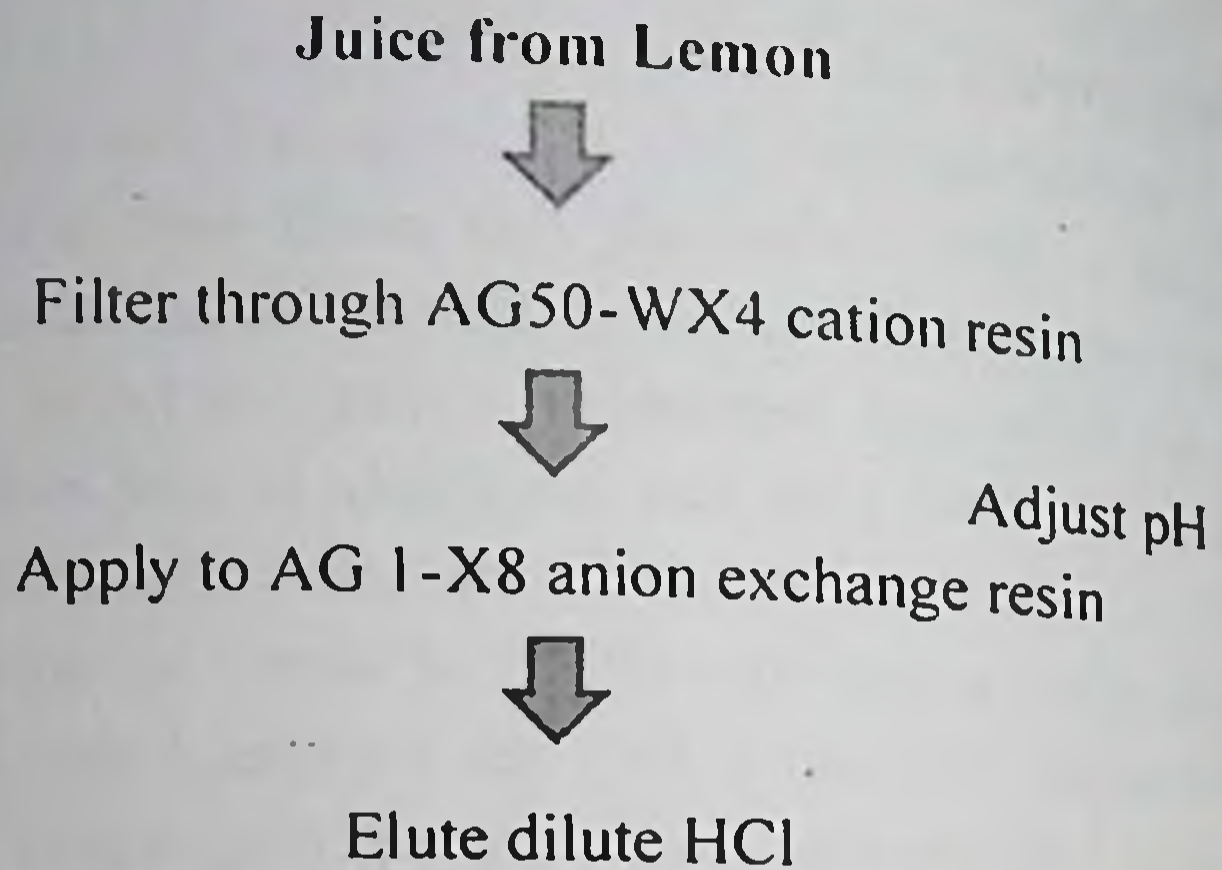 Juice from Lemon
Filter through AG50-WX4 cation resin
Adjust pH
Apply to AG 1-X8 anion exchange resin
Elute dilute HCl